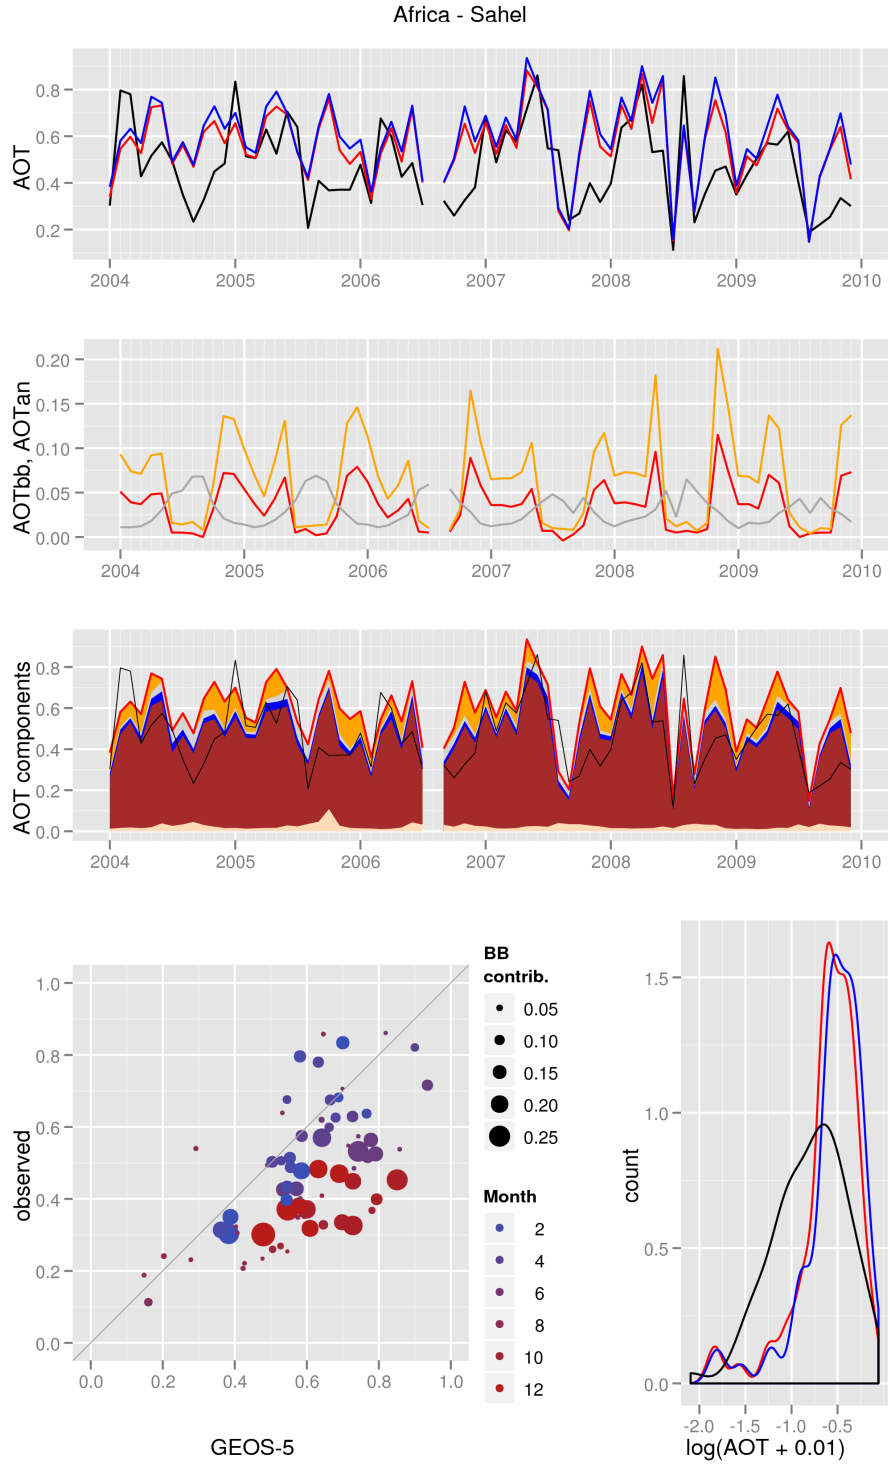 Africa - Sahel
AOT
0.8
0.6
0.4
0.2
2004 2005 2006 2007 2008 2009 2010
AOTbb, AOTan
0.20
0.15
0.10
0.05
0.00
2004 2005 2006 2007 2008 2009 2010
AOT components
0.8
0.6
0.4
0.2
0.0
2004 2005 2006 2007 2008 2009 2010
observed
1.0
0.8
0.6
0.4
0.2
0.0
0.0 0.2 0.4 0.6 0.8 1.0
GEOS-5
BB
contrib.
0.05
0.10
0.15
0.20
0.25
Month
2
4
6
8
10
12
count
1.5
1.0
0.5
0.0
-2.0 -1.5 -1.0 -0.5
log(AOT + 0.01)